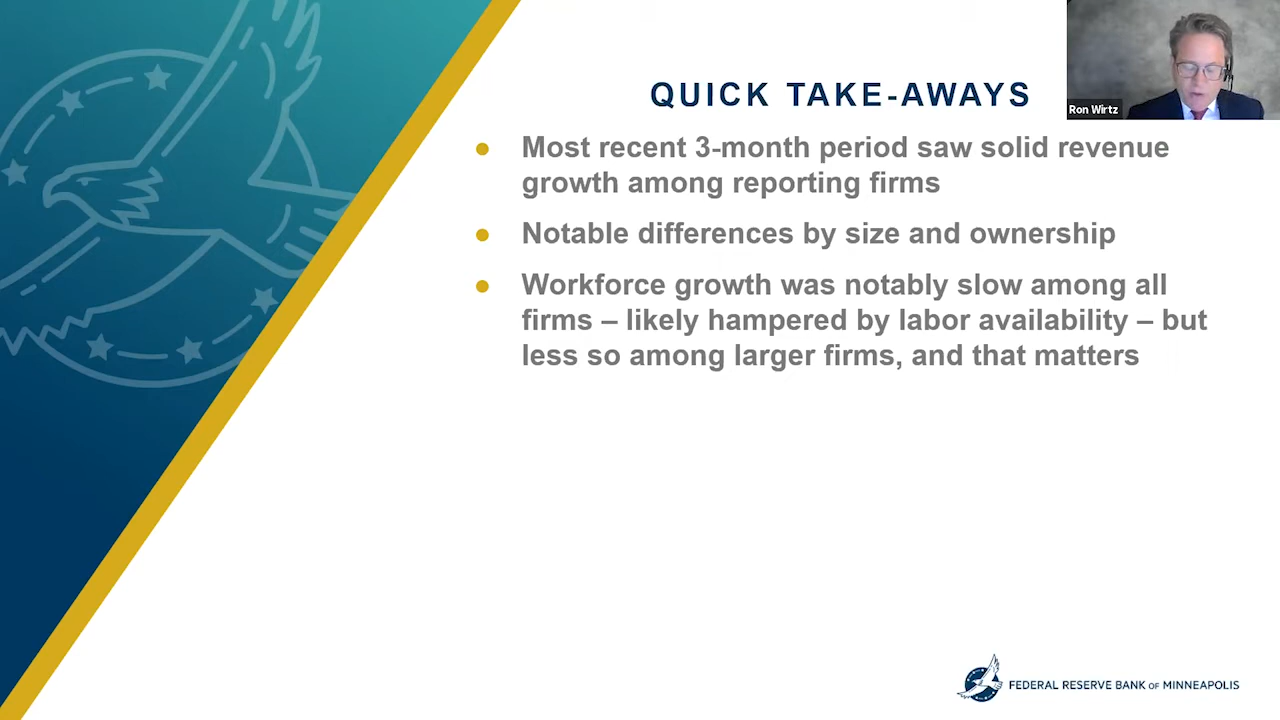 QUICK TAKE-AWAYS
Ron Wirtz
● Most recent 3-month period saw solid revenue
growth among reporting firms
● Notable differences by size and ownership
● Workforce growth was notably slow among all
firms – likely hampered by labor availability – but
less so among larger firms, and that matters
FEDERAL RESERVE BANK OF MINNEAPOLIS